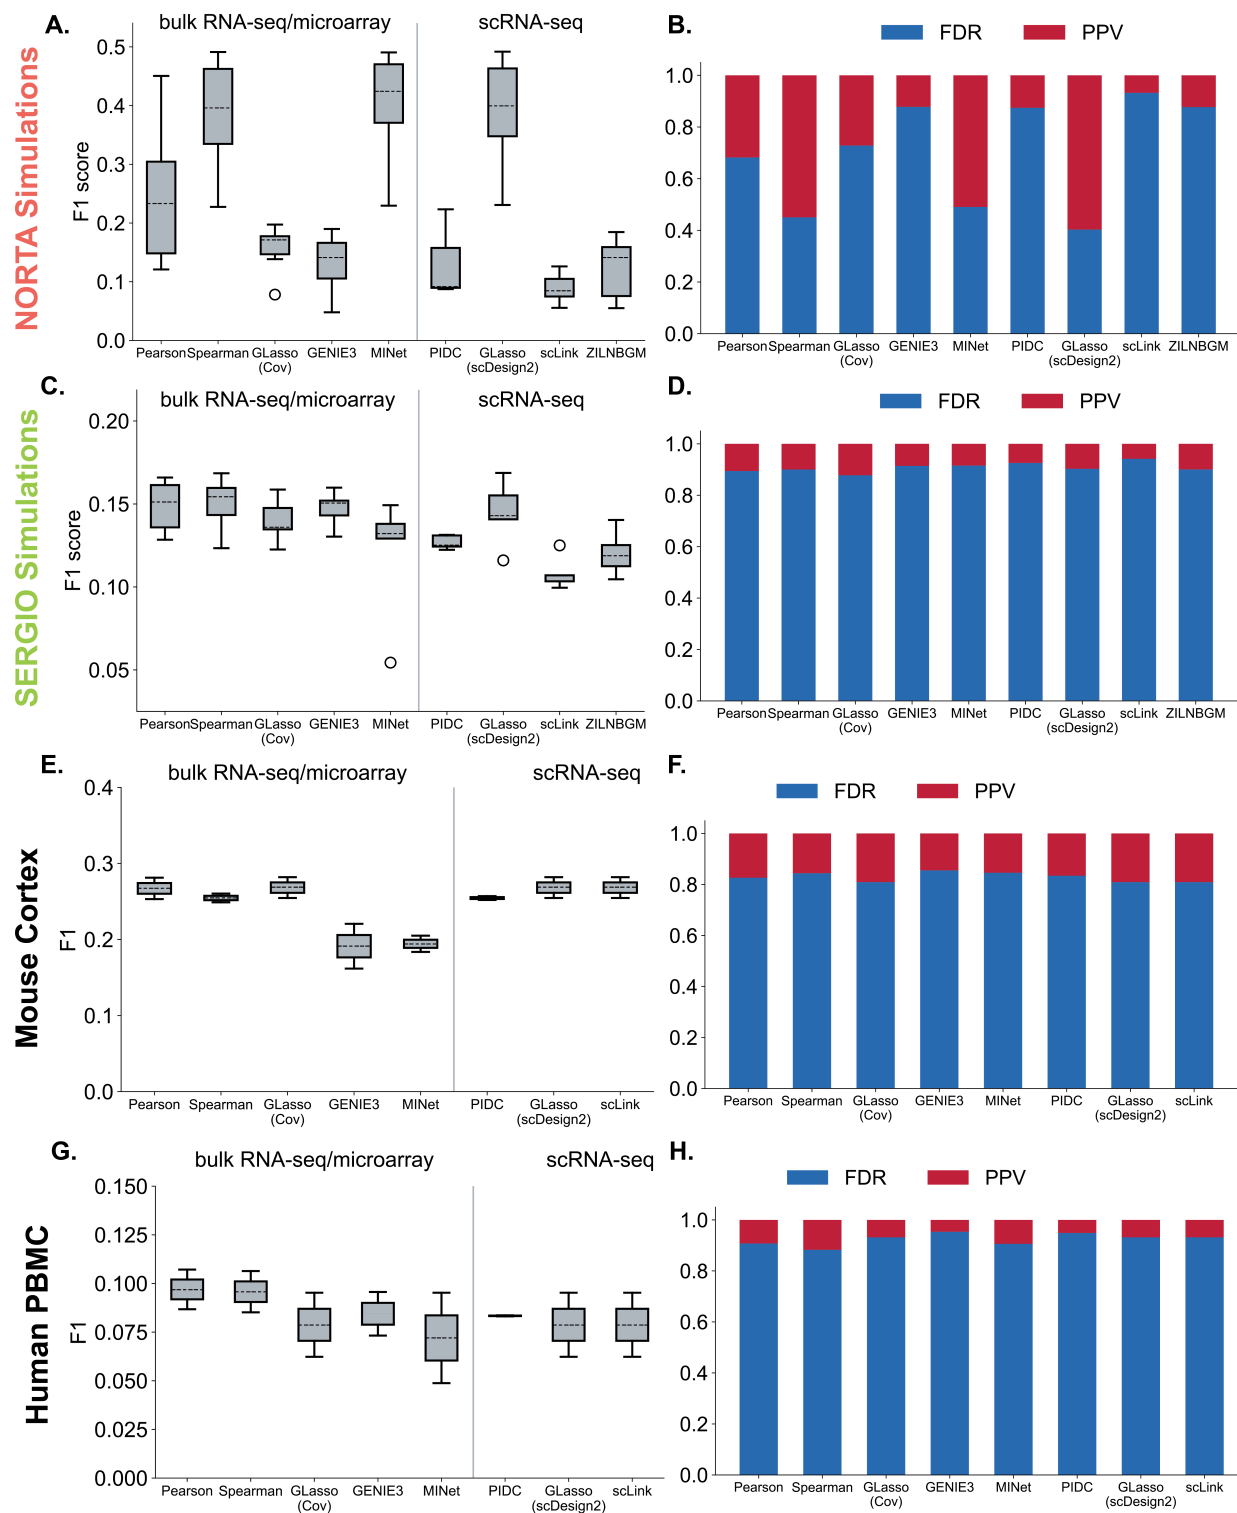 NORTA Simulations
A.
bulk RNA-seq/microarray
scRNA-seq
F1 score
0.5
0.4
0.3
0.2
0.1
0.0
Pearson Spearman GLasso (Cov) GENIE3 MINet PIDC GLasso (scDesign2) scLink ZILNBGM
B.
FDR PPV
1.0
0.8
0.6
0.4
0.2
0.0
Pearson Spearman GLasso (Cov) GENIE3 MINet PIDC GLasso (scDesign2) scLink ZILNBGM
SERGIO Simulations
C.
bulk RNA-seq/microarray
scRNA-seq
F1 score
0.20
0.15
0.10
0.05
Pearson Spearman GLasso (Cov) GENIE3 MINet PIDC GLasso (scDesign2) scLink ZILNBGM
D.
FDR PPV
1.0
0.8
0.6
0.4
0.2
0.0
Pearson Spearman GLasso (Cov) GENIE3 MINet PIDC GLasso (scDesign2) scLink ZILNBGM
Mouse Cortex
E.
bulk RNA-seq/microarray
scRNA-seq
F1
0.4
0.3
0.2
0.1
0.0
Pearson Spearman GLasso (Cov) GENIE3 MINet PIDC GLasso (scDesign2) scLink
F.
FDR PPV
1.0
0.8
0.6
0.4
0.2
0.0
Pearson Spearman GLasso (Cov) GENIE3 MINet PIDC GLasso (scDesign2) scLink
Human PBMC
G.
bulk RNA-seq/microarray
scRNA-seq
F1
0.150
0.125
0.100
0.075
0.050
0.025
0.000
Pearson Spearman GLasso (Cov) GENIE3 MINet PIDC GLasso (scDesign2) scLink
H.
FDR PPV
1.0
0.8
0.6
0.4
0.2
0.0
Pearson Spearman GLasso (Cov) GENIE3 MINet PIDC GLasso (scDesign2) scLink